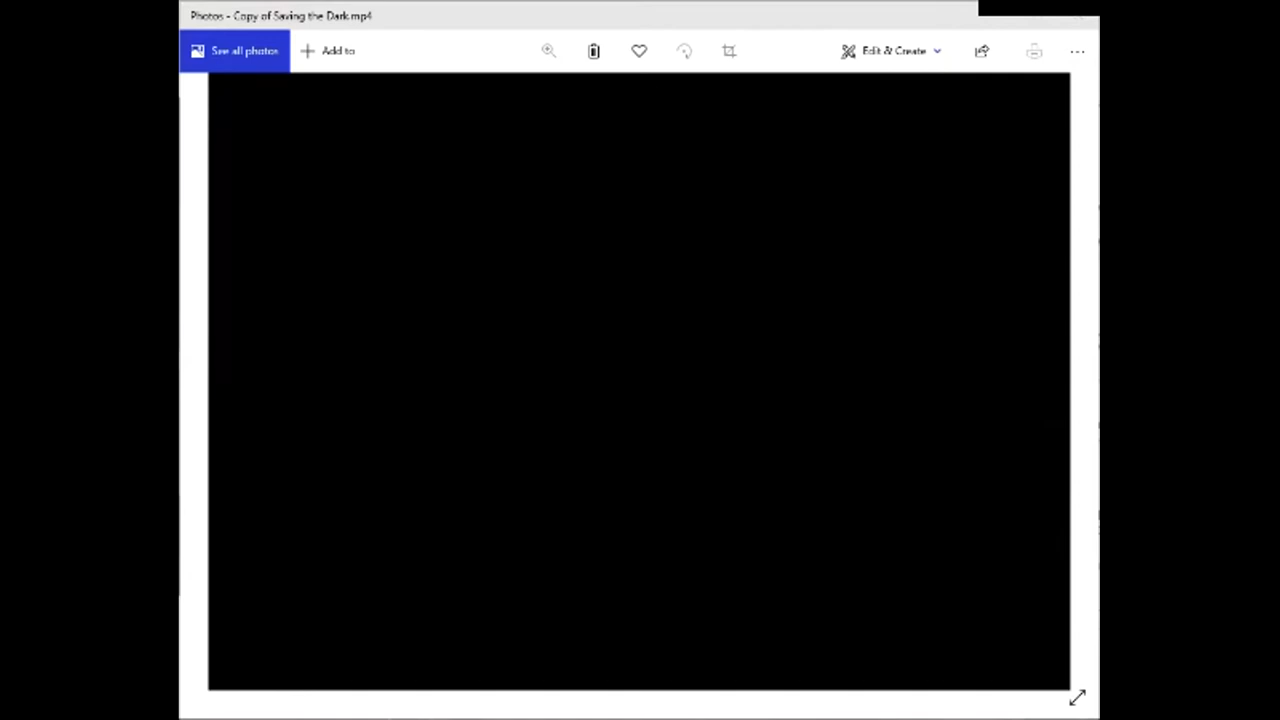 Photos - Copy of Saving the Dark.mp4
See all photos
Add to
Edit & Create